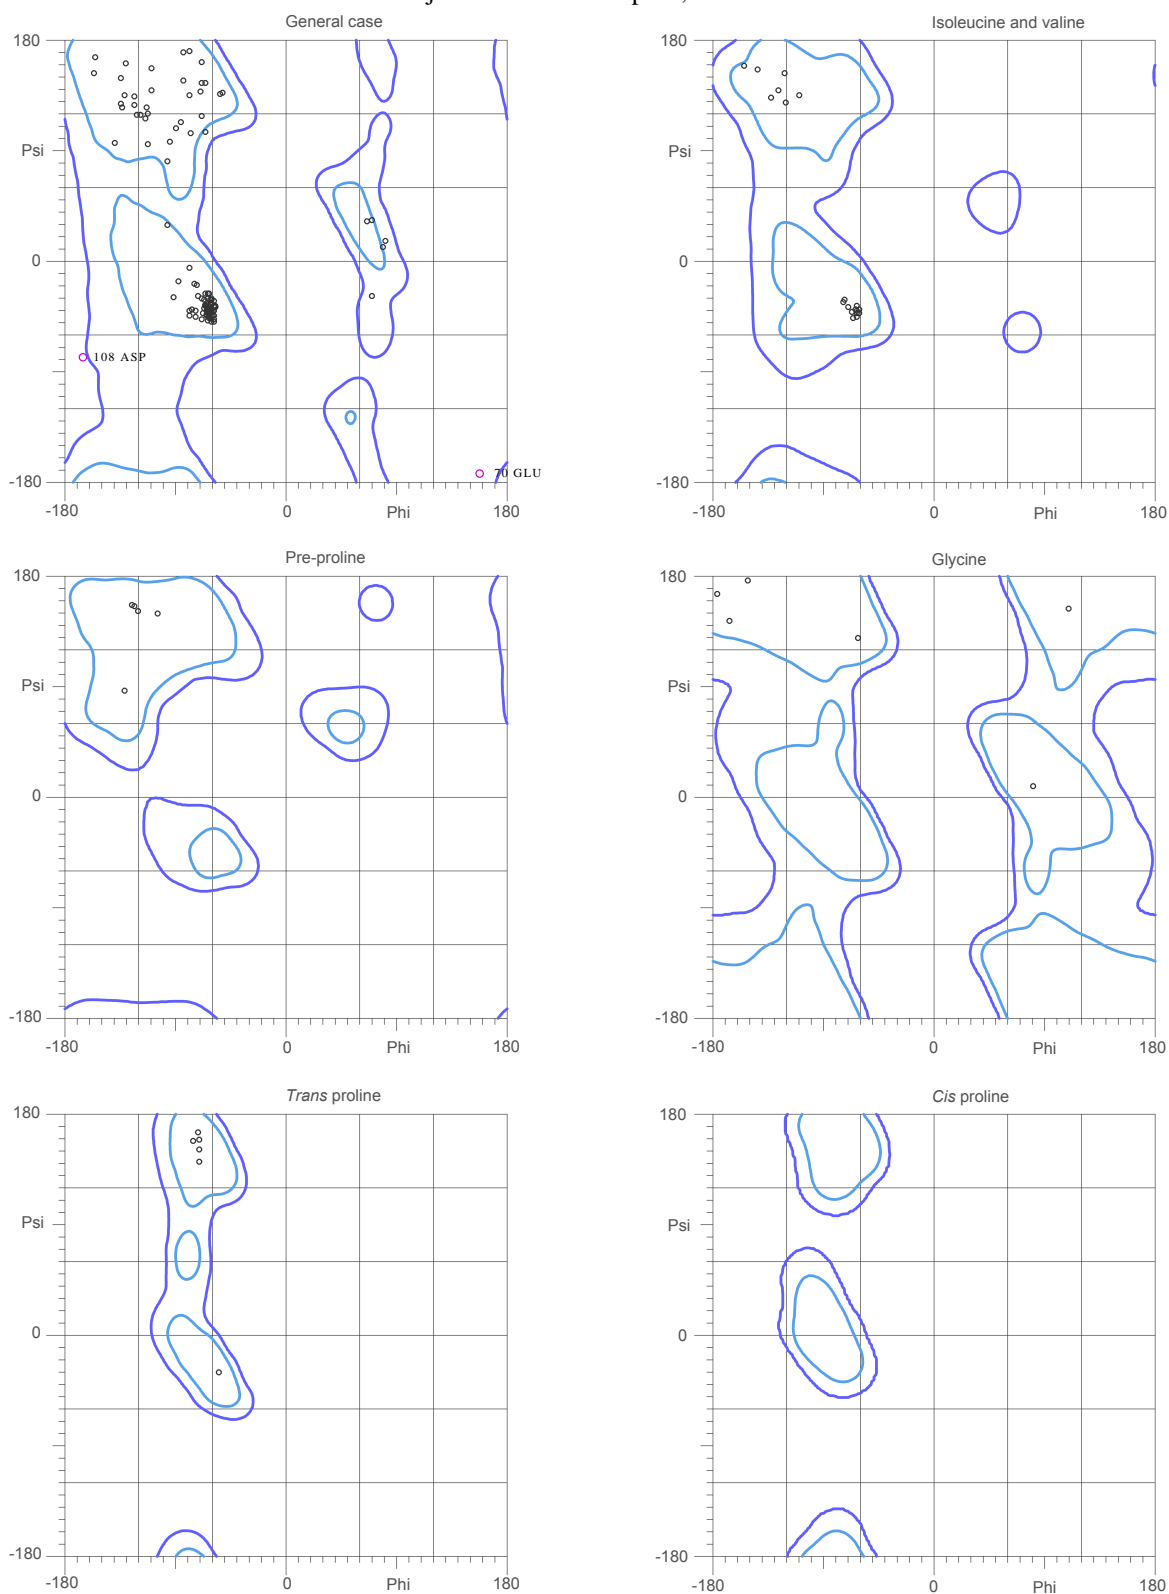 General case
180
Psi
0
108 ASP
70 GLU
-180
-180
0
Phi
180
Isoleucine and valine
180
Psi
0
-180
-180
0
Phi
180
Pre-proline
180
Psi
0
-180
-180
0
Phi
180
Glycine
180
Psi
0
-180
-180
0
Phi
180
Trans proline
180
Psi
0
-180
-180
0
Phi
180
Cis proline
180
Psi
0
-180
-180
0
Phi
180